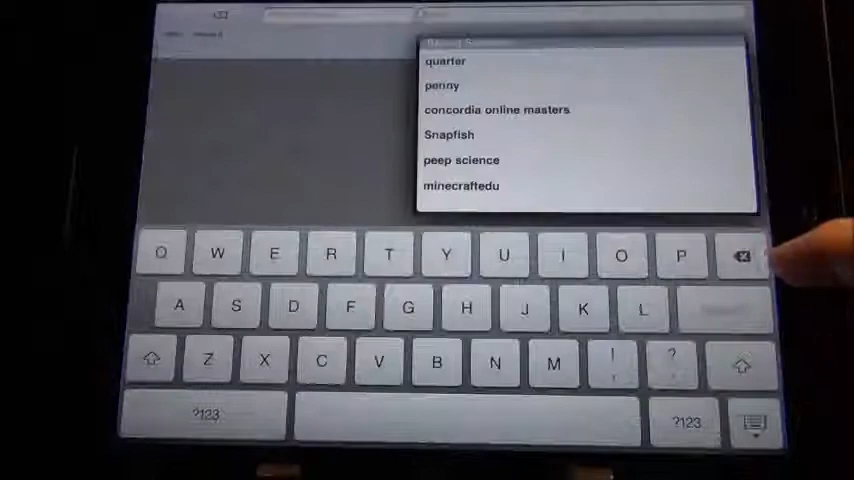 quarter
penny
concordia online masters
Snapfish
peep science
minecraftedu
Q W E R T Y U I O P
A S D F G H J K L
Z X C V B N M ! , ? .
?123 ?123